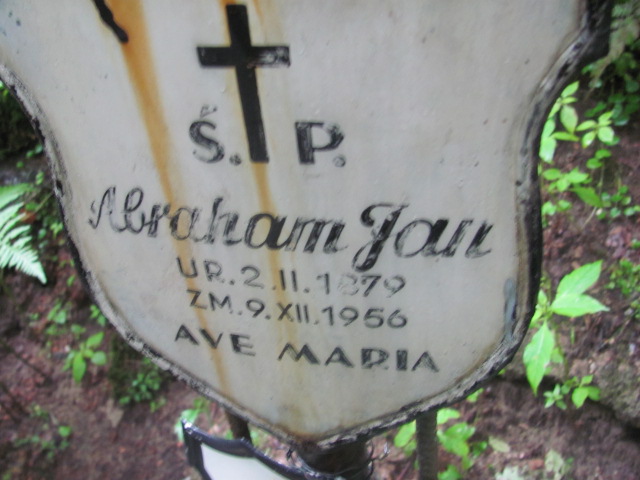 Ś. P.
Abraham Jan
UR. 2. II. 1879
ZM. 9. XII. 1956
AVE MARIA